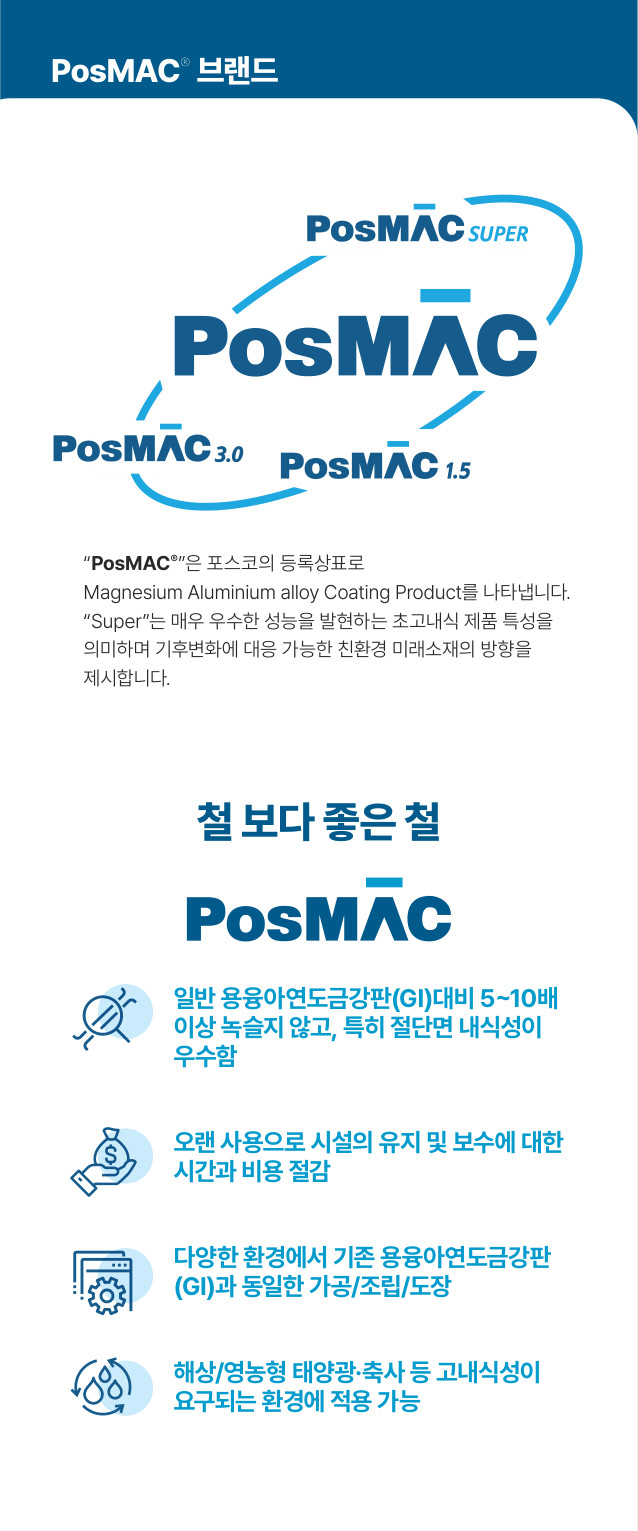 PosMAC® 브랜드
PosMAC SUPER
PosMAC
PosMAC 3.0
PosMAC 1.5
“PosMAC®”은 포스코의 등록상표로
Magnesium Aluminium alloy Coating Product를 나타냅니다.
“Super”는 매우 우수한 성능을 발현하는 초고내식 제품 특성을
의미하며 기후변화에 대응 가능한 친환경 미래소재의 방향을
제시합니다.
철 보다 좋은 철
PosMAC
일반 용융아연도금강판(GI)대비 5~10배
이상 녹슬지 않고, 특히 절단면 내식성이
우수함
$
오랜 사용으로 시설의 유지 및 보수에 대한
시간과 비용 절감
다양한 환경에서 기존 용융아연도금강판
(GI)과 동일한 가공/조립/도장
해상/영농형 태양광·축사 등 고내식성이
요구되는 환경에 적용 가능